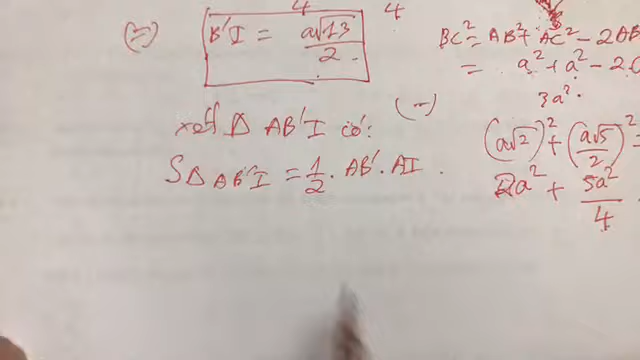 4 4
(=) B'I = a√13/2
xét Δ AB'I có:
SΔAB'I = 1/2 . AB' . AI .
BC² = AB² + AC² - 2AB
= a² + a² - 2.
3a².
(a√2)² + (a√5/2)² =
2a² + 5a²/4